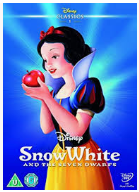 Disney
CLASSICS
Disney
SNOW WHITE
AND THE SEVEN DWARFS
U
DVD